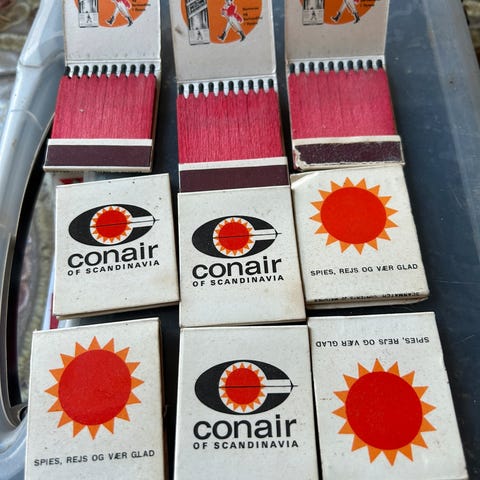 conair
OF SCANDINAVIA
conair
OF SCANDINAVIA
SPIES, REJS OG VÆR GLAD
SPIES, REJS OG VÆR GLAD
conair
OF SCANDINAVIA
SPIES, REJS OG VÆR GLAD